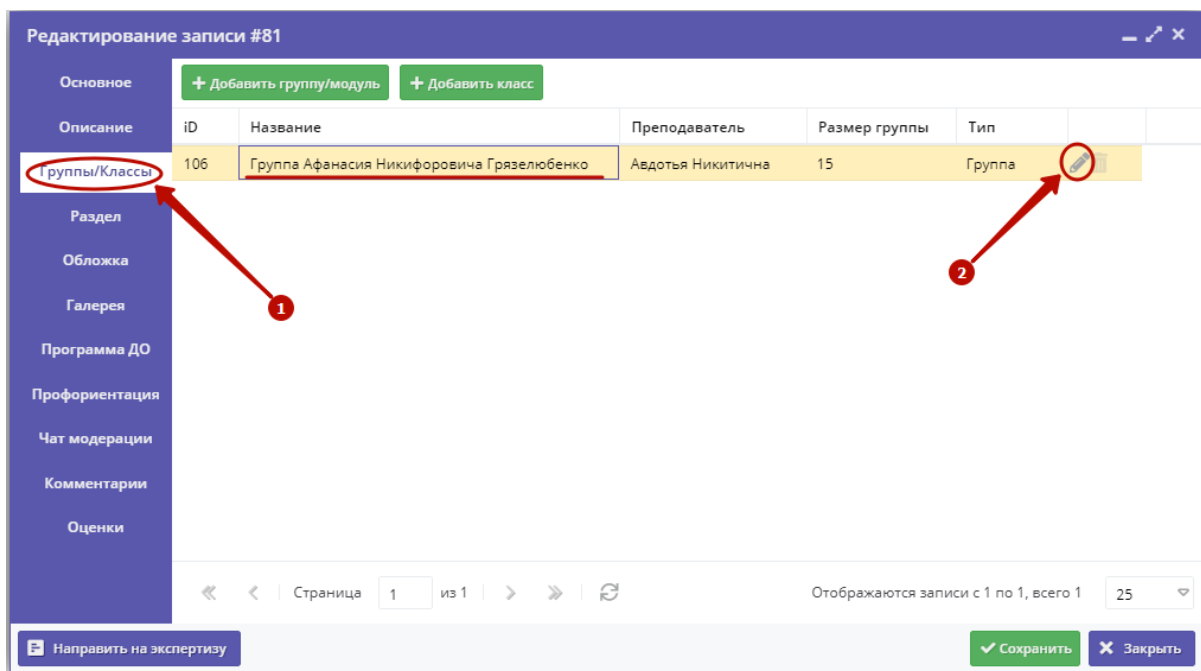 Редактирование записи #81
Основное
+ Добавить группу/модуль + Добавить класс
Описание
iD Название Преподаватель Размер группы Тип
Группы/Классы
106 Группа Афанасия Никифоровича Грязелюбенко Авдотья Никитична 15 Группа
Раздел
Обложка
2
Галерея
1
Программа ДО
Профориентация
Чат модерации
Комментарии
Оценки
Страница 1 из 1 Отображаются записи с 1 по 1, всего 1 25
Направить на экспертизу Сохранить Закрыть